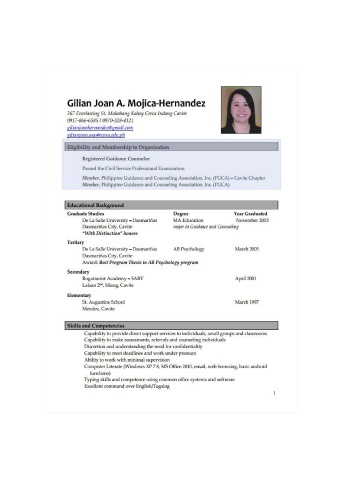 Gilian Joan A. Mojica-Hernandez
267 Everlasting St. Mabahong Kahoy Crea Indang Cavite
0917-866-6585 / 0970-328-4121
gilianjoanhernandez@gmail.com
Eligibility and Membership to Organization
Registered Guidance Counselor
Passed the Civil Service Professional Examination
Member, Philippine Guidance and Counseling Association, Inc. (PGCA) – Cavite Chapter
Member, Philippine Guidance and Counseling Association, Inc. (PGCA)
Educational Background
Graduate Studies Degree Year Graduated
De La Salle University – Dasmariñas MA Education November 2013
Dasmariñas City, Cavite major in Guidance and Counseling
"With Distinction" honors
Tertiary
De La Salle University – Dasmariñas AB Psychology March 2005
Dasmariñas City, Cavite
Award: Best Program Thesis in AB Psychology program
Secondary
Rogationist Academy – SABV April 2001
Lalaan 2nd, Silang, Cavite
Elementary
St. Augustine School March 1997
Mendez, Cavite
Skills and Competencies
Capability to provide direct support services to individuals, small groups and classrooms
Capability to make assessments, referrals and counseling individuals
Discretion and understanding the need for confidentiality
Capability to meet deadlines and work under pressure
Ability to work with minimal supervision
Computer Literate (Windows XP 7/8, MS Office 2010, email, web browsing, basic android
functions)
Typing skills and competence using common office systems and software
Excellent command over English/Tagalog
1